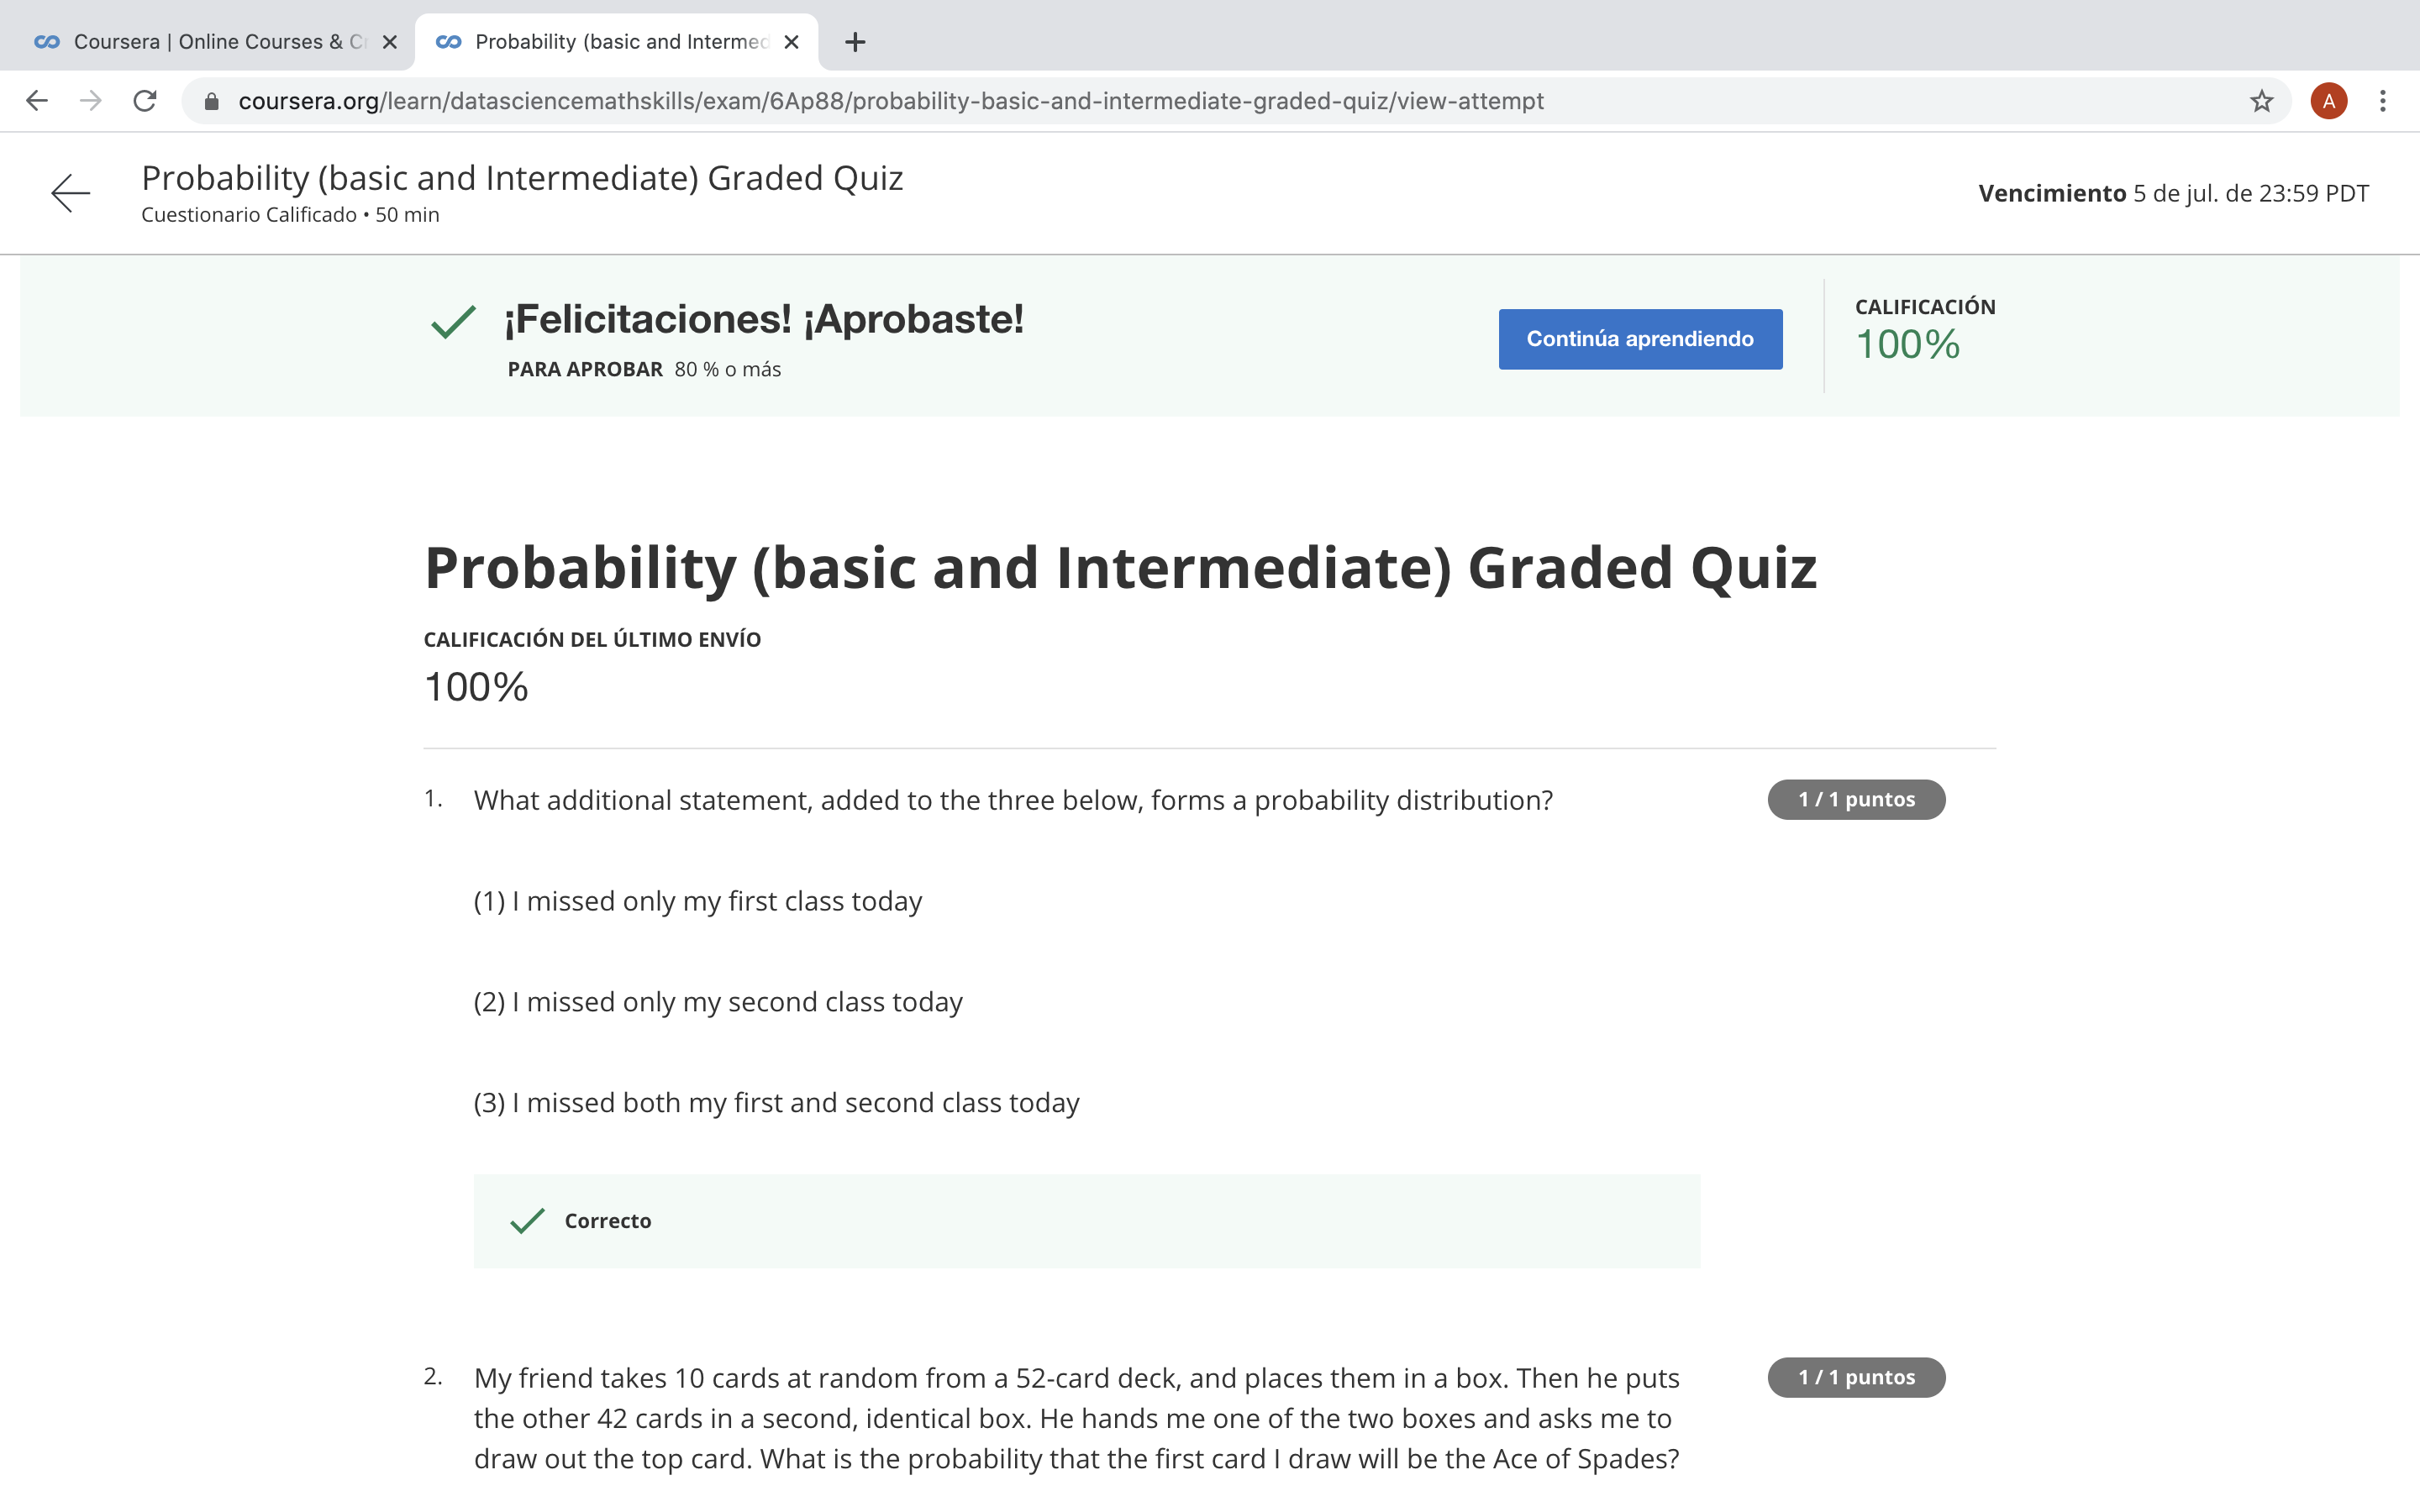 Coursera | Online Courses &
Probability (basic and Intermed
coursera.org/learn/datasciencemathskills/exam/6Ap88/probability-basic-and-intermediate-graded-quiz/view-attempt
A
Probability (basic and Intermediate) Graded Quiz
Cuestionario Calificado • 50 min
Vencimiento 5 de jul. de 23:59 PDT
¡Felicitaciones! ¡Aprobaste!
PARA APROBAR 80 % o más
Continúa aprendiendo
CALIFICACIÓN
100%
Probability (basic and Intermediate) Graded Quiz
CALIFICACIÓN DEL ÚLTIMO ENVÍO
100%
1. What additional statement, added to the three below, forms a probability distribution?
1 / 1 puntos
(1) I missed only my first class today
(2) I missed only my second class today
(3) I missed both my first and second class today
Correcto
2. My friend takes 10 cards at random from a 52-card deck, and places them in a box. Then he puts
the other 42 cards in a second, identical box. He hands me one of the two boxes and asks me to
draw out the top card. What is the probability that the first card I draw will be the Ace of Spades?
1 / 1 puntos